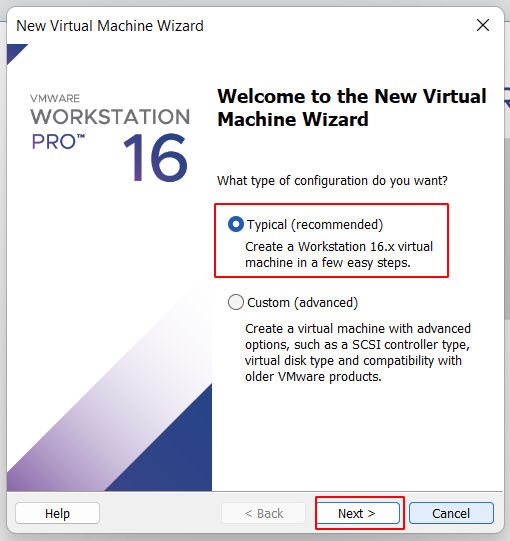 New Virtual Machine Wizard
VMWARE
WORKSTATION
PRO™
16
Welcome to the New Virtual
Machine Wizard
What type of configuration do you want?
Typical (recommended)
Create a Workstation 16.x virtual
machine in a few easy steps.
Custom (advanced)
Create a virtual machine with advanced
options, such as a SCSI controller type,
virtual disk type and compatibility with
older VMware products.
Help
< Back
Next >
Cancel